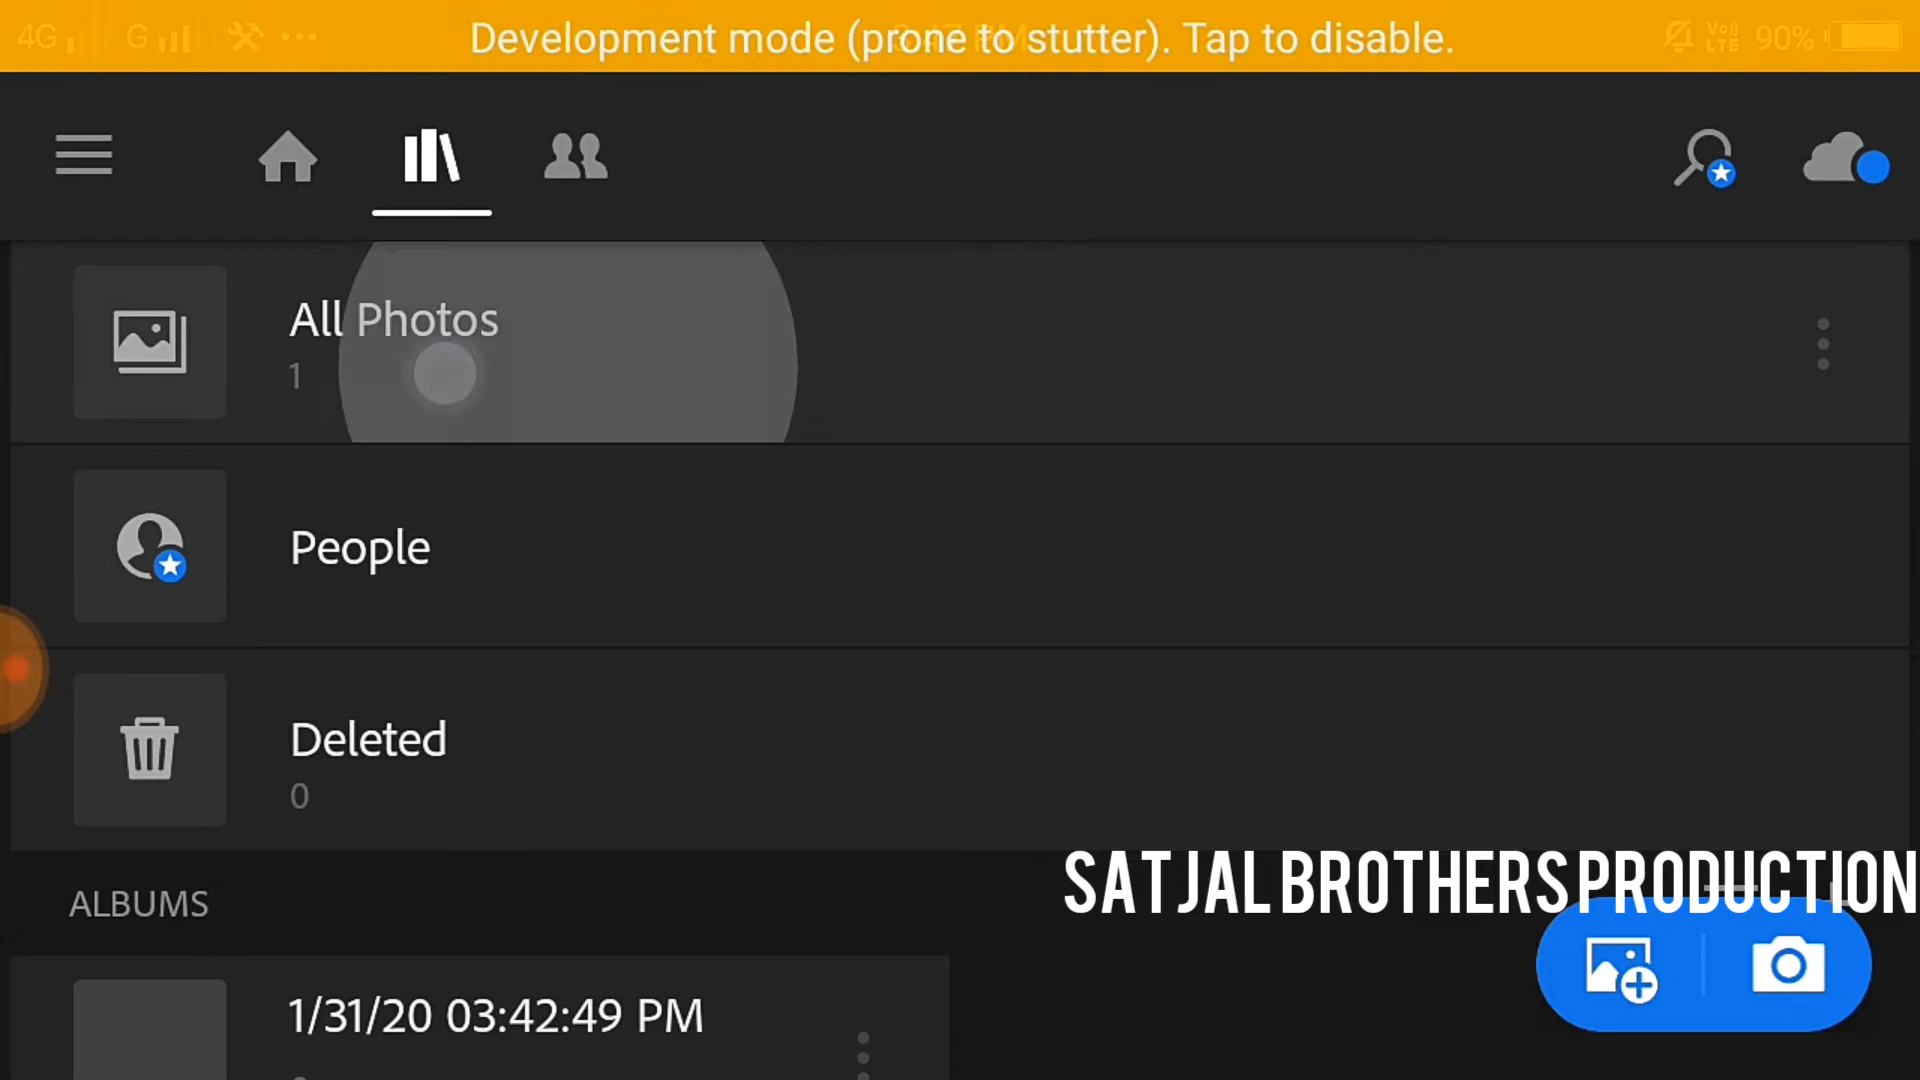 4G G Development mode (prone to stutter). Tap to disable. VoLTE 90%
All Photos
1
People
Deleted
0
SATJAL BROTHERS PRODUCTION
ALBUMS
1/31/20 03:42:49 PM